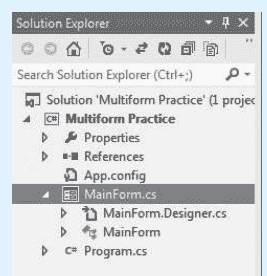 Solution Explorer
Search Solution Explorer (Ctrl+;)
Solution 'Multiform Practice' (1 projec
C# Multiform Practice
Properties
References
App.config
MainForm.cs
MainForm.Designer.cs
MainForm
C# Program.cs